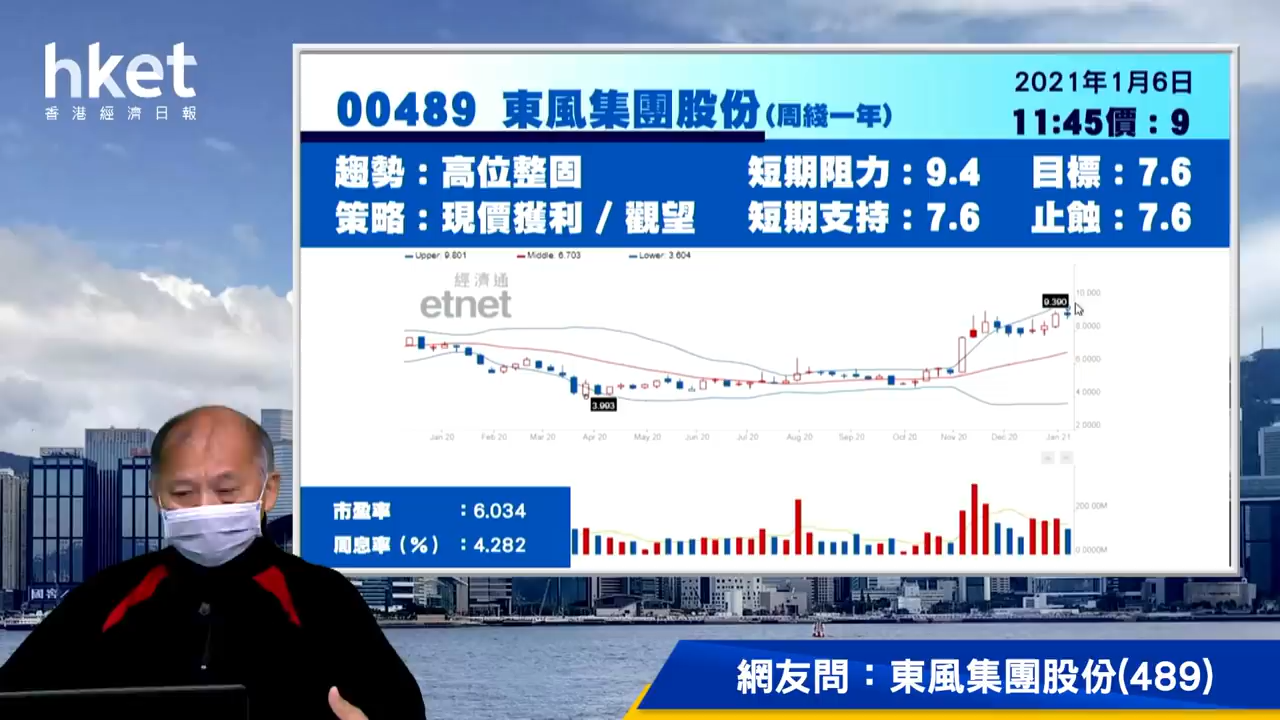 hket
香港經濟日報
00489 東風集團股份(周綫一年)
2021年1月6日
11:45價：9
趨勢：高位整固
短期阻力：9.4
目標：7.6
策略：現價獲利 / 觀望
短期支持：7.6
止蝕：7.6
Upper: 9.801
Middle: 6.703
Lower: 3.604
經濟通
etnet
9.390
3.993
10.000
8.0000
6.0000
4.0000
2.0000
Jan 20
Feb 20
Mar 20
Apr 20
May 20
Jun 20
Jul 20
Aug 20
Sep 20
Oct 20
Nov 20
Dec 20
Jan 21
200.00M
0.0000M
市盈率 ：6.034
周息率（%）：4.282
網友問：東風集團股份(489)